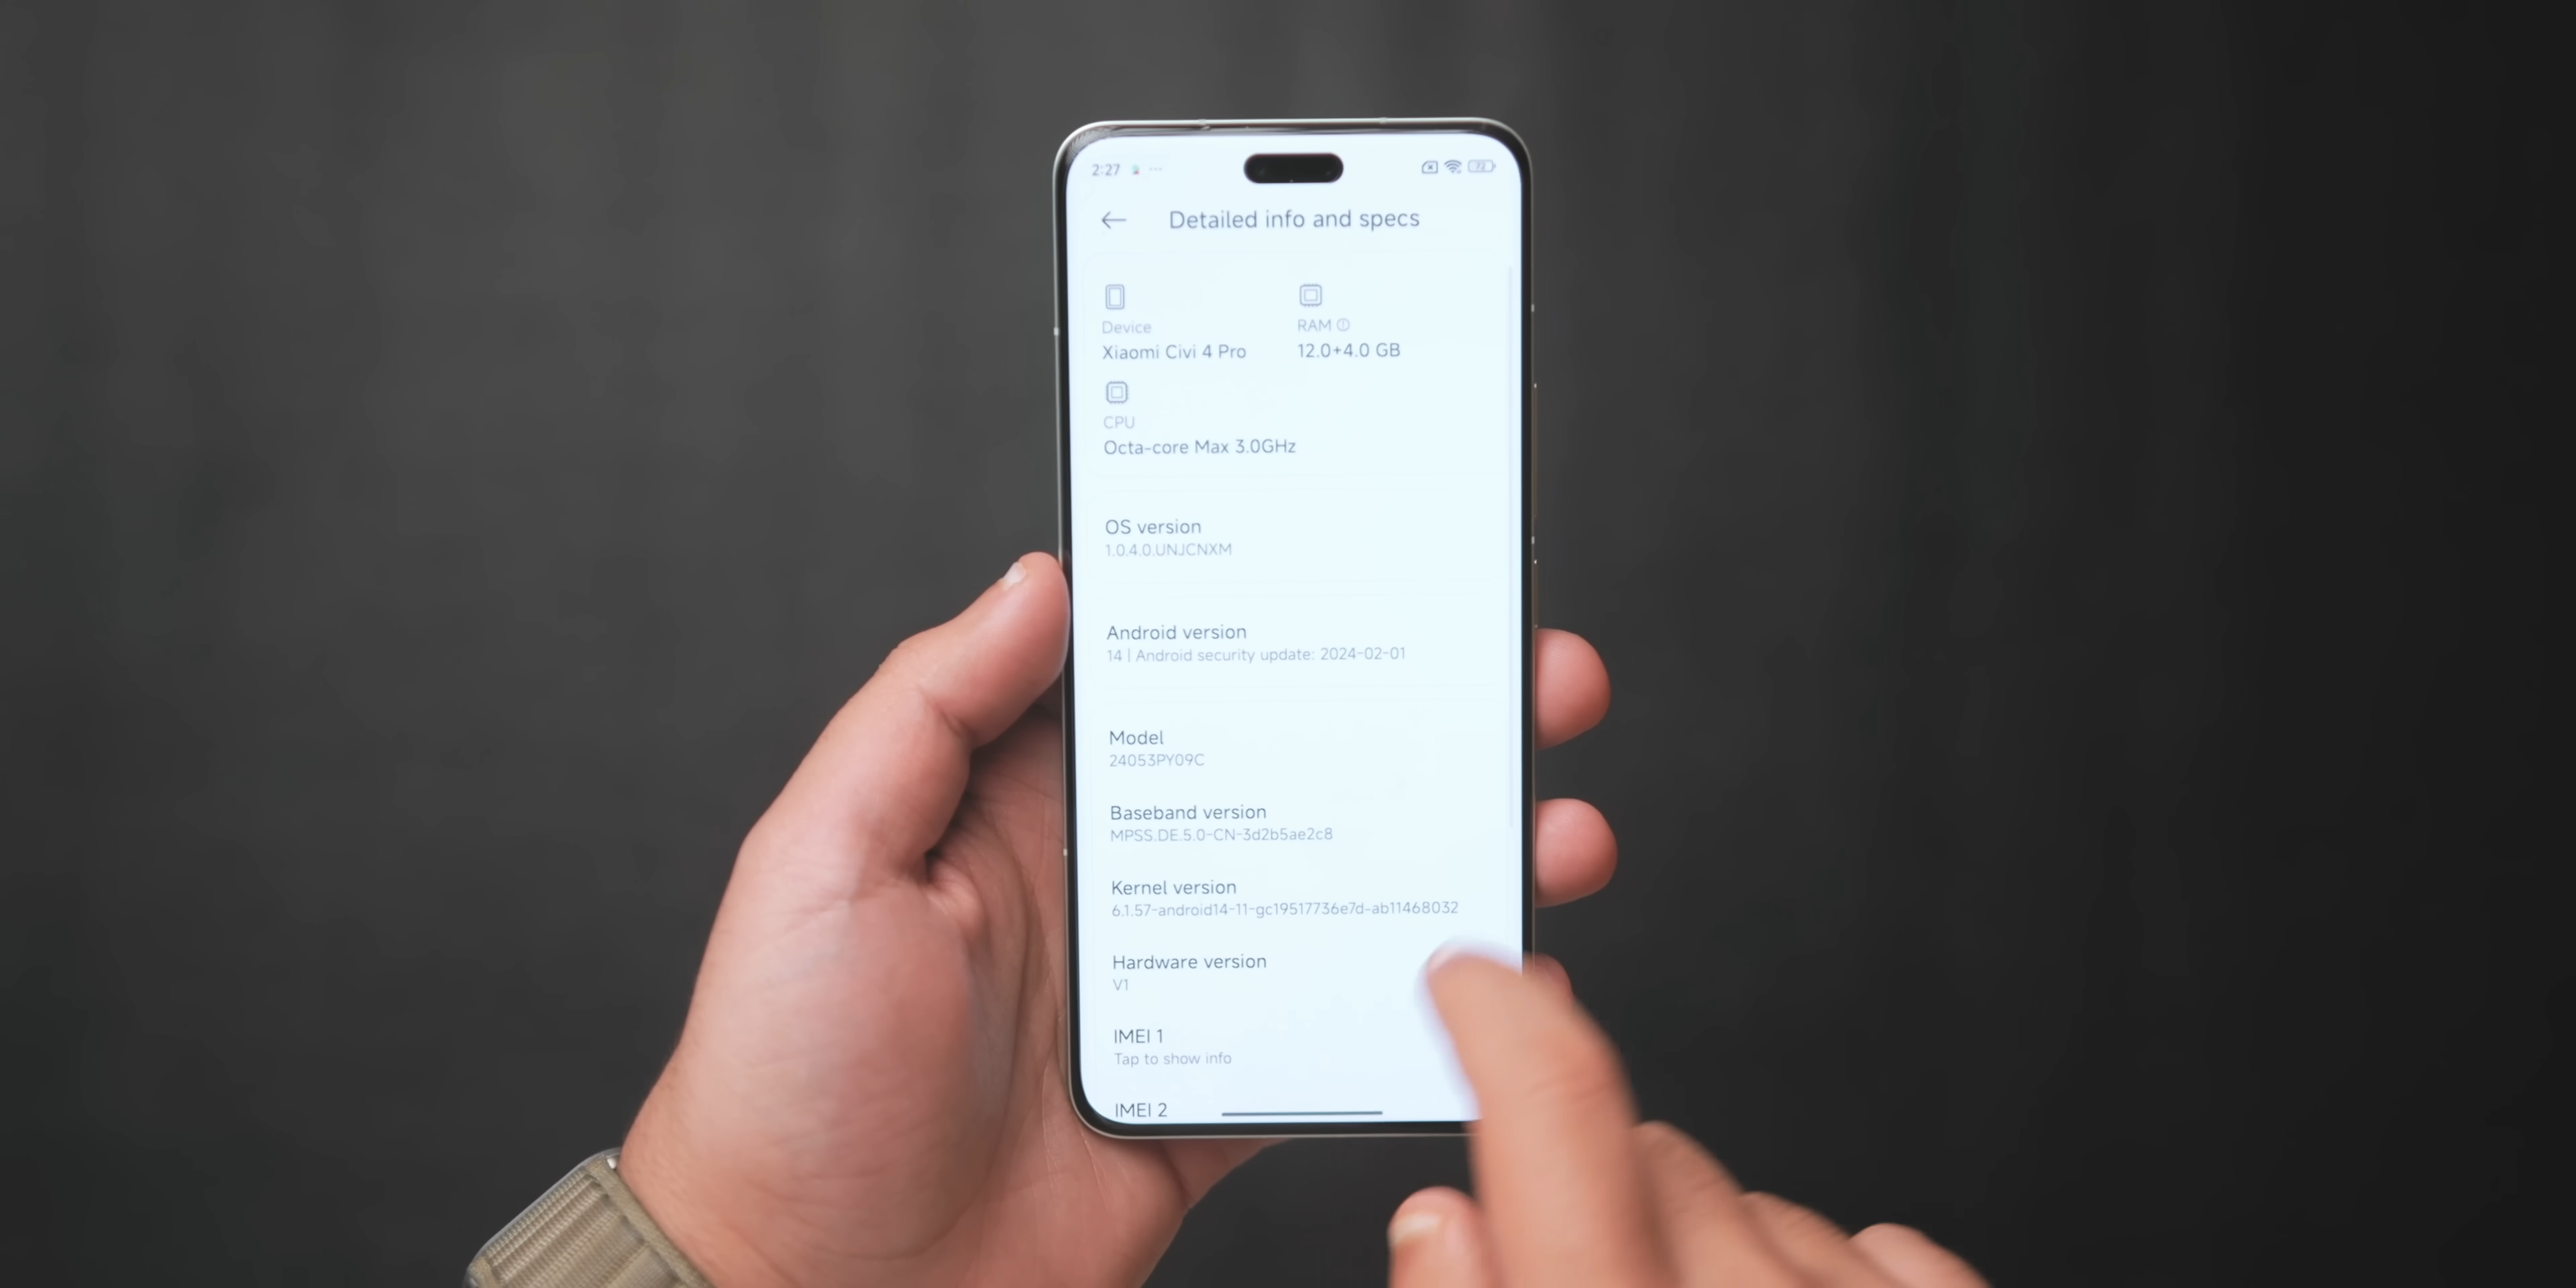 2:27 ··· 72
Detailed info and specs
Device
Xiaomi Civi 4 Pro
RAM
12.0+4.0 GB
CPU
Octa-core Max 3.0GHz
OS version
1.0.4.0.UNJCNXM
Android version
14 | Android security update: 2024-02-01
Model
24053PY09C
Baseband version
MPSS.DE.5.0-CN-3d2b5ae2c8
Kernel version
6.1.57-android14-11-gc19517736e7d-ab11468032
Hardware version
V1
IMEI 1
Tap to show info
IMEI 2